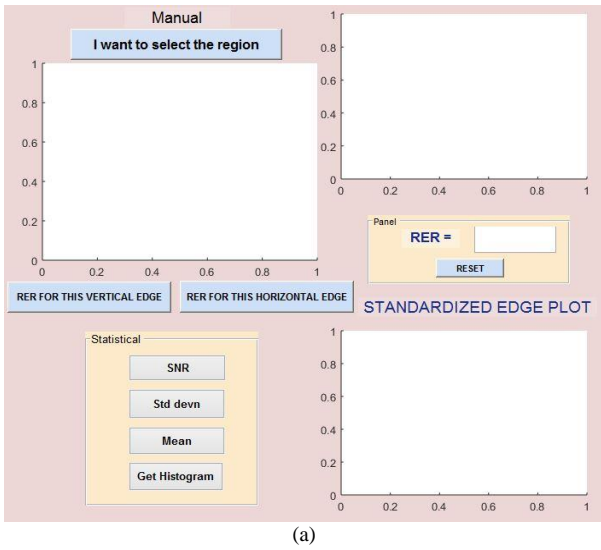 Manual
I want to select the region
1
0.8
0.6
0.4
0.2
0
0 0.2 0.4 0.6 0.8 1
RER FOR THIS VERTICAL EDGE
RER FOR THIS HORIZONTAL EDGE
Statistical
SNR
Std devn
Mean
Get Histogram
1
0.8
0.6
0.4
0.2
0
0 0.2 0.4 0.6 0.8 1
Panel
RER =
RESET
STANDARDIZED EDGE PLOT
1
0.8
0.6
0.4
0.2
0
0 0.2 0.4 0.6 0.8 1
(a)